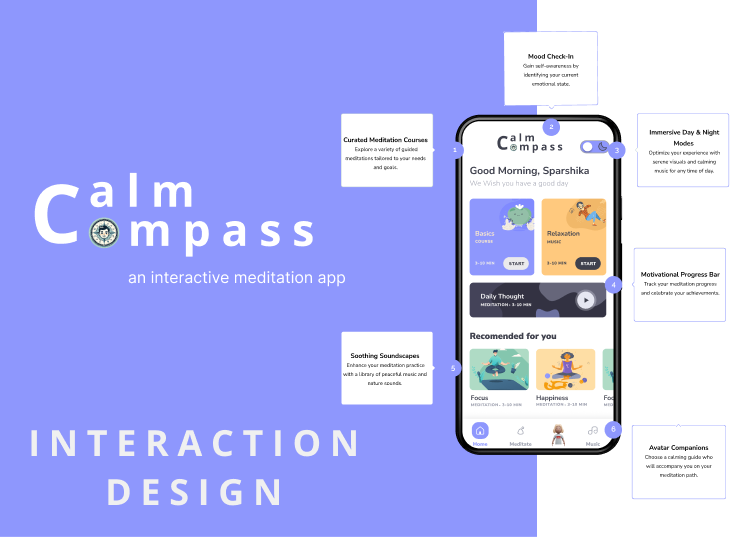 Calm
Compass
an interactive meditation app
INTERACTION
DESIGN
Mood Check-In
Gain self-awareness by
identifying your current
emotional state.
Curated Meditation Courses
Explore a variety of guided
meditations tailored to your needs
and goals.
Immersive Day & Night
Modes
Optimize your experience with
serene visuals and calming
music for any time of day.
Motivational Progress Bar
Track your meditation progress
and celebrate your achievements.
Soothing Soundscapes
Enhance your meditation practice
with a library of peaceful music and
nature sounds.
Avatar Companions
Choose a calming guide who
will accompany you on your
meditation path.
1
2
3
4
5
6
Calm
Compass
Good Morning, Sparshika
We Wish you have a good day
Basics
COURSE
3-10 MIN
START
Relaxation
MUSIC
3-10 MIN
START
Daily Thought
MEDITATION • 3-10 MIN
Recomended for you
Focus
MEDITATION • 3-10 MIN
Happiness
MEDITATION • 3-10 MIN
Foc
MED
Home
Meditate
Music